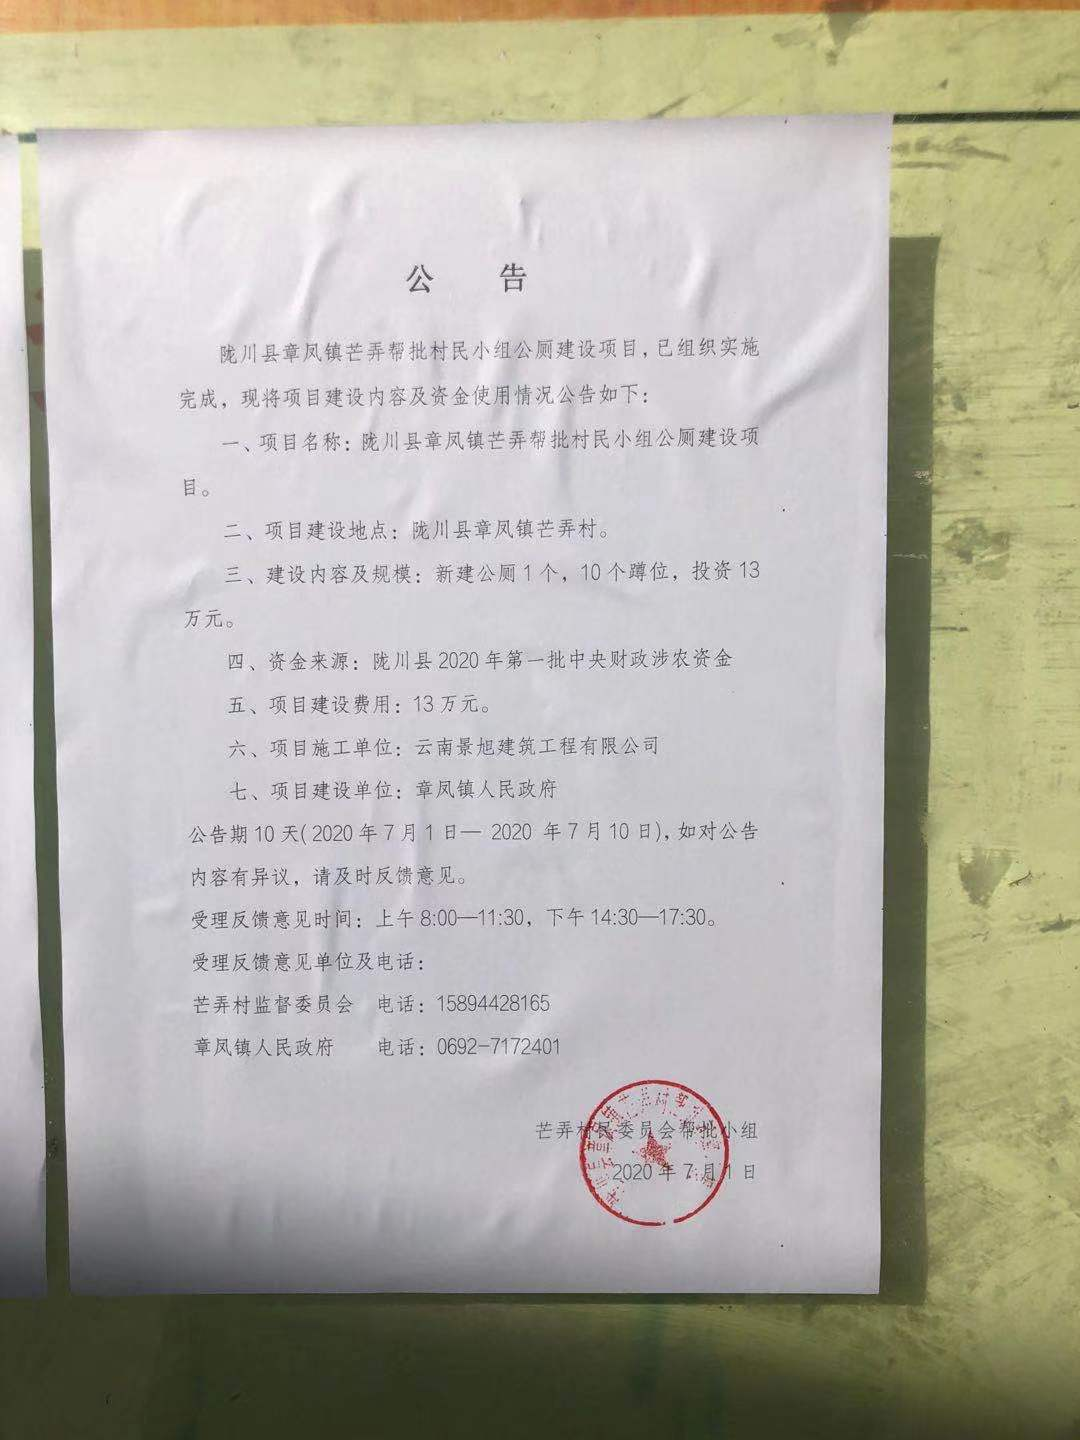 公 告
陇川县章凤镇芒弄帮批村民小组公厕建设项目，已组织实施
完成，现将项目建设内容及资金使用情况公告如下：
一、项目名称：陇川县章凤镇芒弄帮批村民小组公厕建设项
目。
二、项目建设地点：陇川县章凤镇芒弄村。
三、建设内容及规模：新建公厕1个，10个蹲位，投资13
万元。
四、资金来源：陇川县2020年第一批中央财政涉农资金
五、项目建设费用：13万元。
六、项目施工单位：云南景旭建筑工程有限公司
七、项目建设单位：章凤镇人民政府
公告期10天(2020年7月1日—2020 年7月10日),如对公告
内容有异议，请及时反馈意见。
受理反馈意见时间：上午8:00—11:30，下午14:30—17:30。
受理反馈意见单位及电话：
芒弄村监督委员会 电话：15894428165
章凤镇人民政府 电话：0692-7172401
芒弄村民委员会帮批小组
2020年7月1日